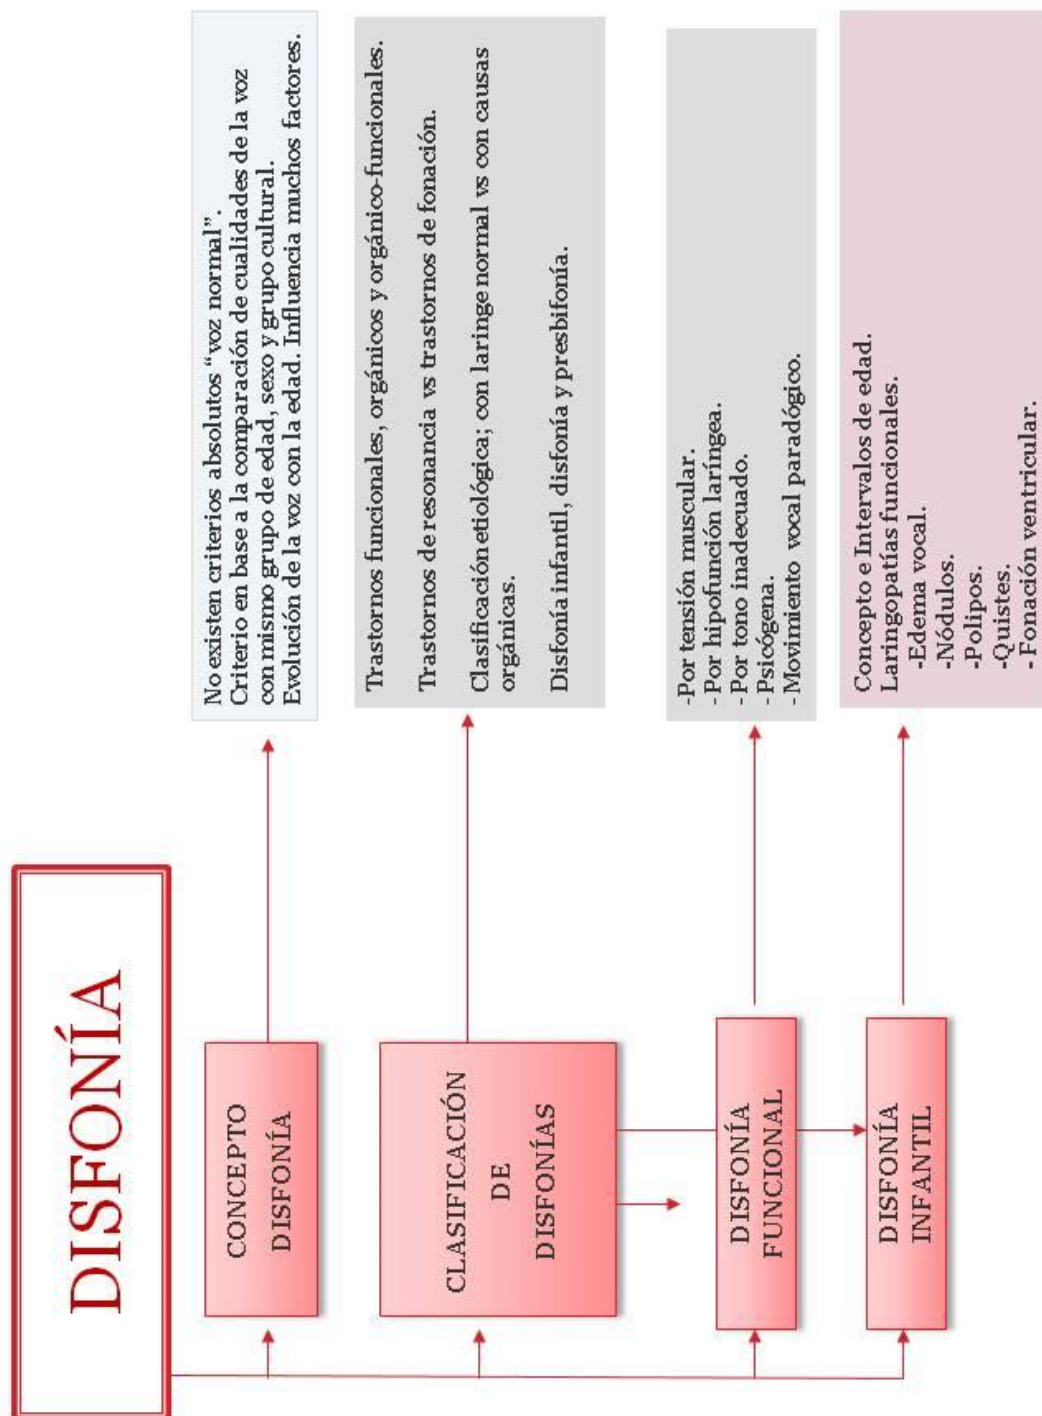 DISFONÍA
CONCEPTO
DISFONÍA
No existen criterios absolutos “voz normal”.
Criterio en base a la comparación de cualidades de la voz
con mismo grupo de edad, sexo y grupo cultural.
Evolución de la voz con la edad. Influencia muchos factores.
CLASIFICACIÓN
DE
DISFONÍAS
Trastornos funcionales, orgánicos y orgánico-funcionales.
Trastornos de resonancia vs trastornos de fonación.
Clasificación etiológica; con laringe normal vs con causas
orgánicas.
Disfonía infantil, disfonía y presbifonía.
DISFONÍA
FUNCIONAL
-Por tensión muscular.
- Por hipofunción laríngea.
- Por tono inadecuado.
-Psicógena.
-Movimiento vocal paradógico.
DISFONÍA
INFANTIL
Concepto e Intervalos de edad.
Laringopatías funcionales.
-Edema vocal.
-Nódulos.
-Polipos.
-Quistes.
- Fonación ventricular.